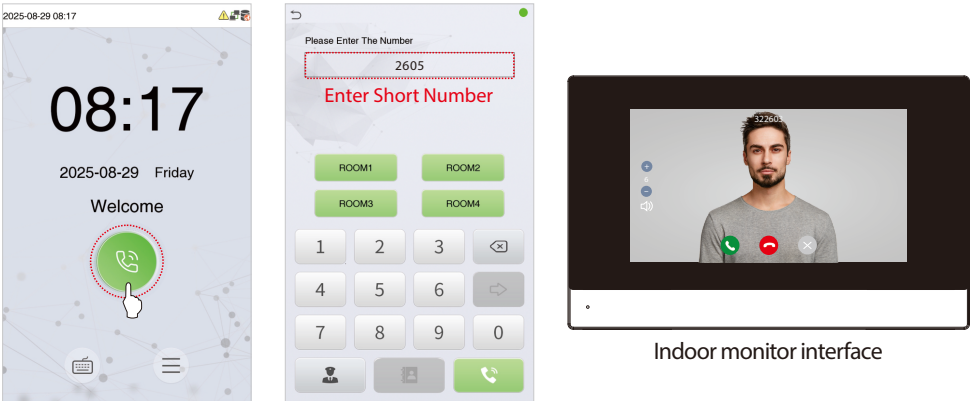 2025-08-29 08:17
08:17
2025-08-29 Friday
Welcome
Please Enter The Number
2605
Enter Short Number
ROOM1 ROOM2
ROOM3 ROOM4
1 2 3
4 5 6
7 8 9 0
322603
6
Indoor monitor interface